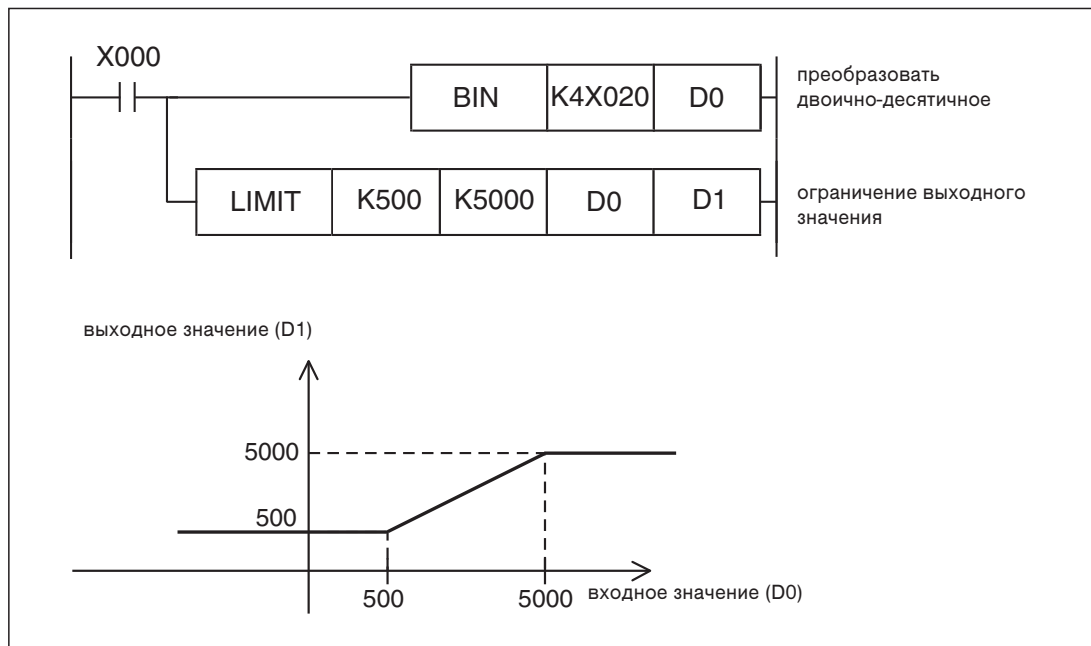 X000
BIN K4X020 D0
преобразовать
двоично-десятичное
LIMIT K500 K5000 D0 D1
ограничение выходного
значения
выходное значение (D1)
5000
500
500 5000 входное значение (D0)